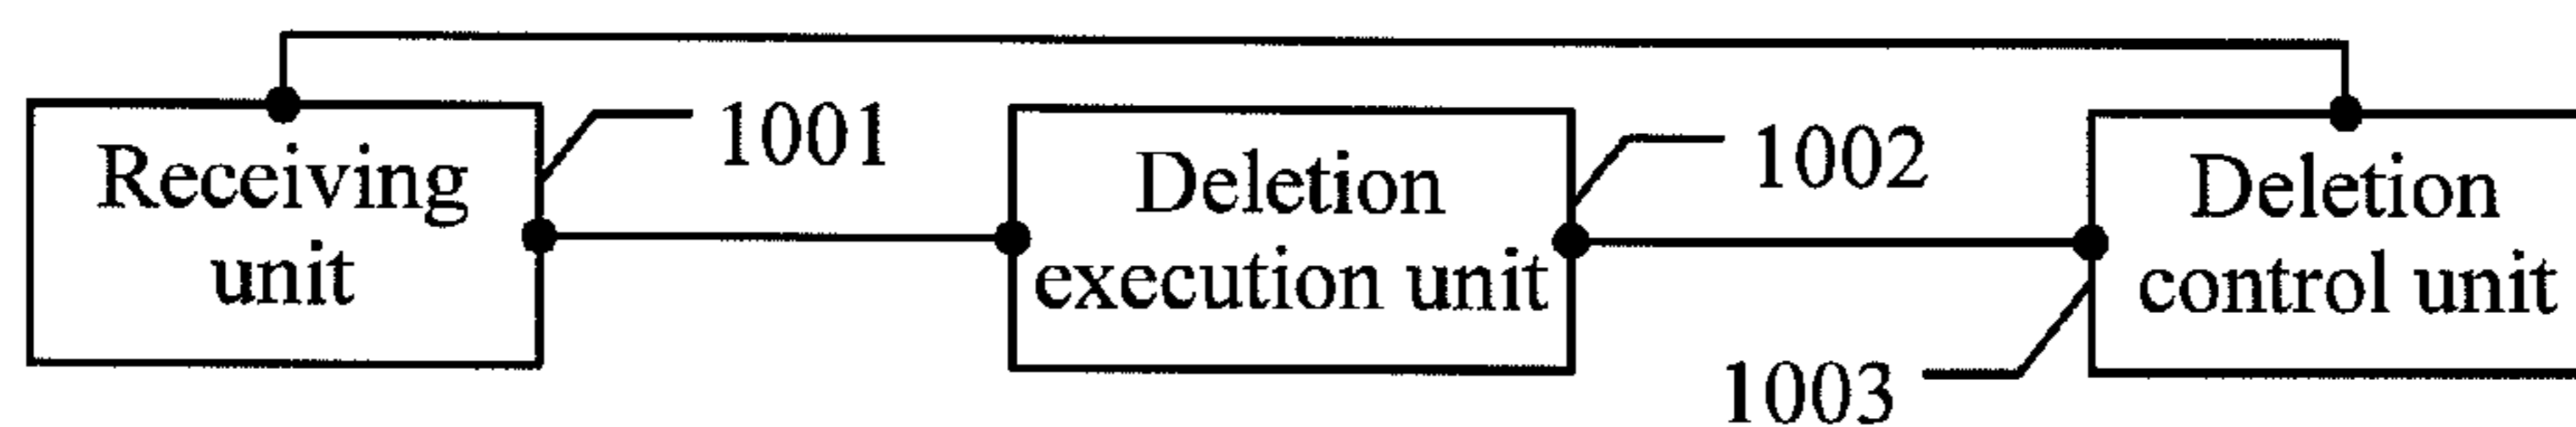 Receiving
unit
1001
Deletion
execution unit
1002
Deletion
control unit
1003